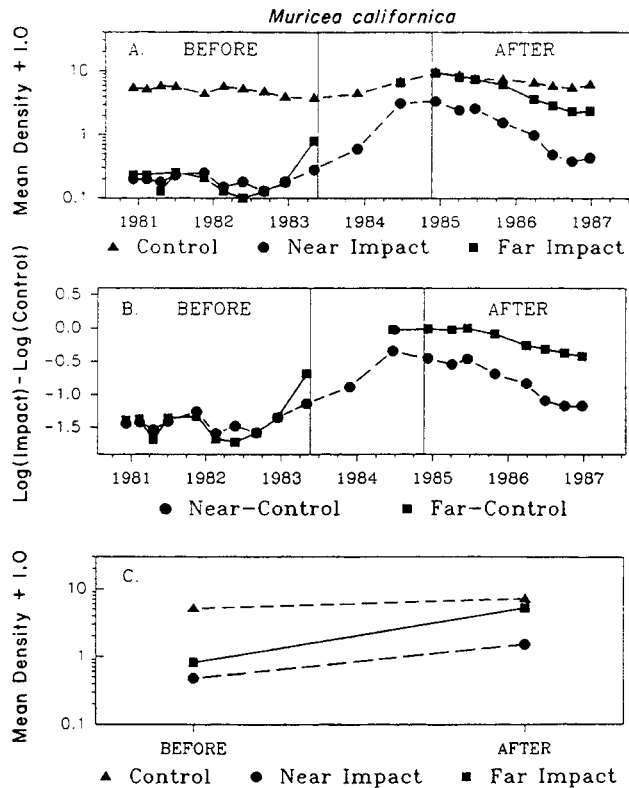 Muricea californica
A. BEFORE AFTER
Mean Density + 1.0
10
1
0.1
1981 1982 1983 1984 1985 1986 1987
▲ Control ● Near Impact ■ Far Impact
B. BEFORE AFTER
Log(Impact)-Log(Control)
0.5
0.0
-0.5
-1.0
-1.5
1981 1982 1983 1984 1985 1986 1987
● Near-Control ■ Far-Control
C.
Mean Density + 1.0
10
1
0.1
BEFORE AFTER
▲ Control ● Near Impact ■ Far Impact